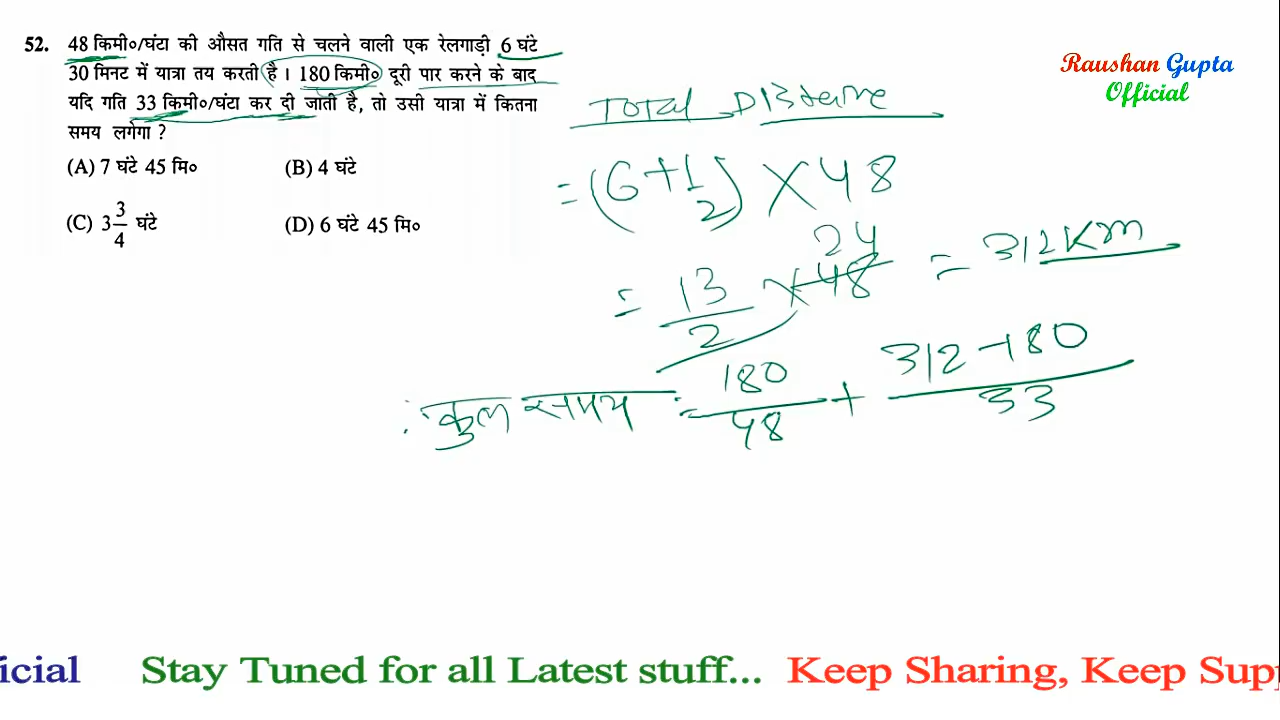 52. 48 किमी०/घंटा की औसत गति से चलने वाली एक रेलगाड़ी 6 घंटे
30 मिनट में यात्रा तय करती है। 180 किमी० दूरी पार करने के बाद
यदि गति 33 किमी०/घंटा कर दी जाती है, तो उसी यात्रा में कितना
समय लगेगा ?
(A) 7 घंटे 45 मि० (B) 4 घंटे
(C) 3 3/4 घंटे (D) 6 घंटे 45 मि०
Raushan Gupta
Official
Total Distance
= (6+1/2) × 48
= 13/2 × 48 24 = 312 Km
∴ कुल समय = 180/48 + 312-180/33
icial Stay Tuned for all Latest stuff... Keep Sharing, Keep Supp